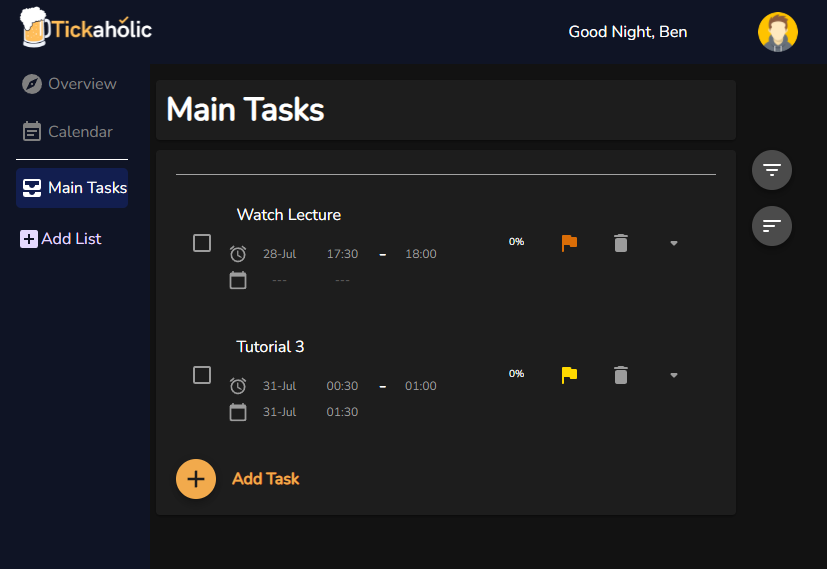 Tickaholic
Good Night, Ben
Overview
Calendar
Main Tasks
Add List
Main Tasks
Watch Lecture
28-Jul 17:30 - 18:00
--- ---
0%
Tutorial 3
31-Jul 00:30 - 01:00
31-Jul 01:30
0%
Add Task